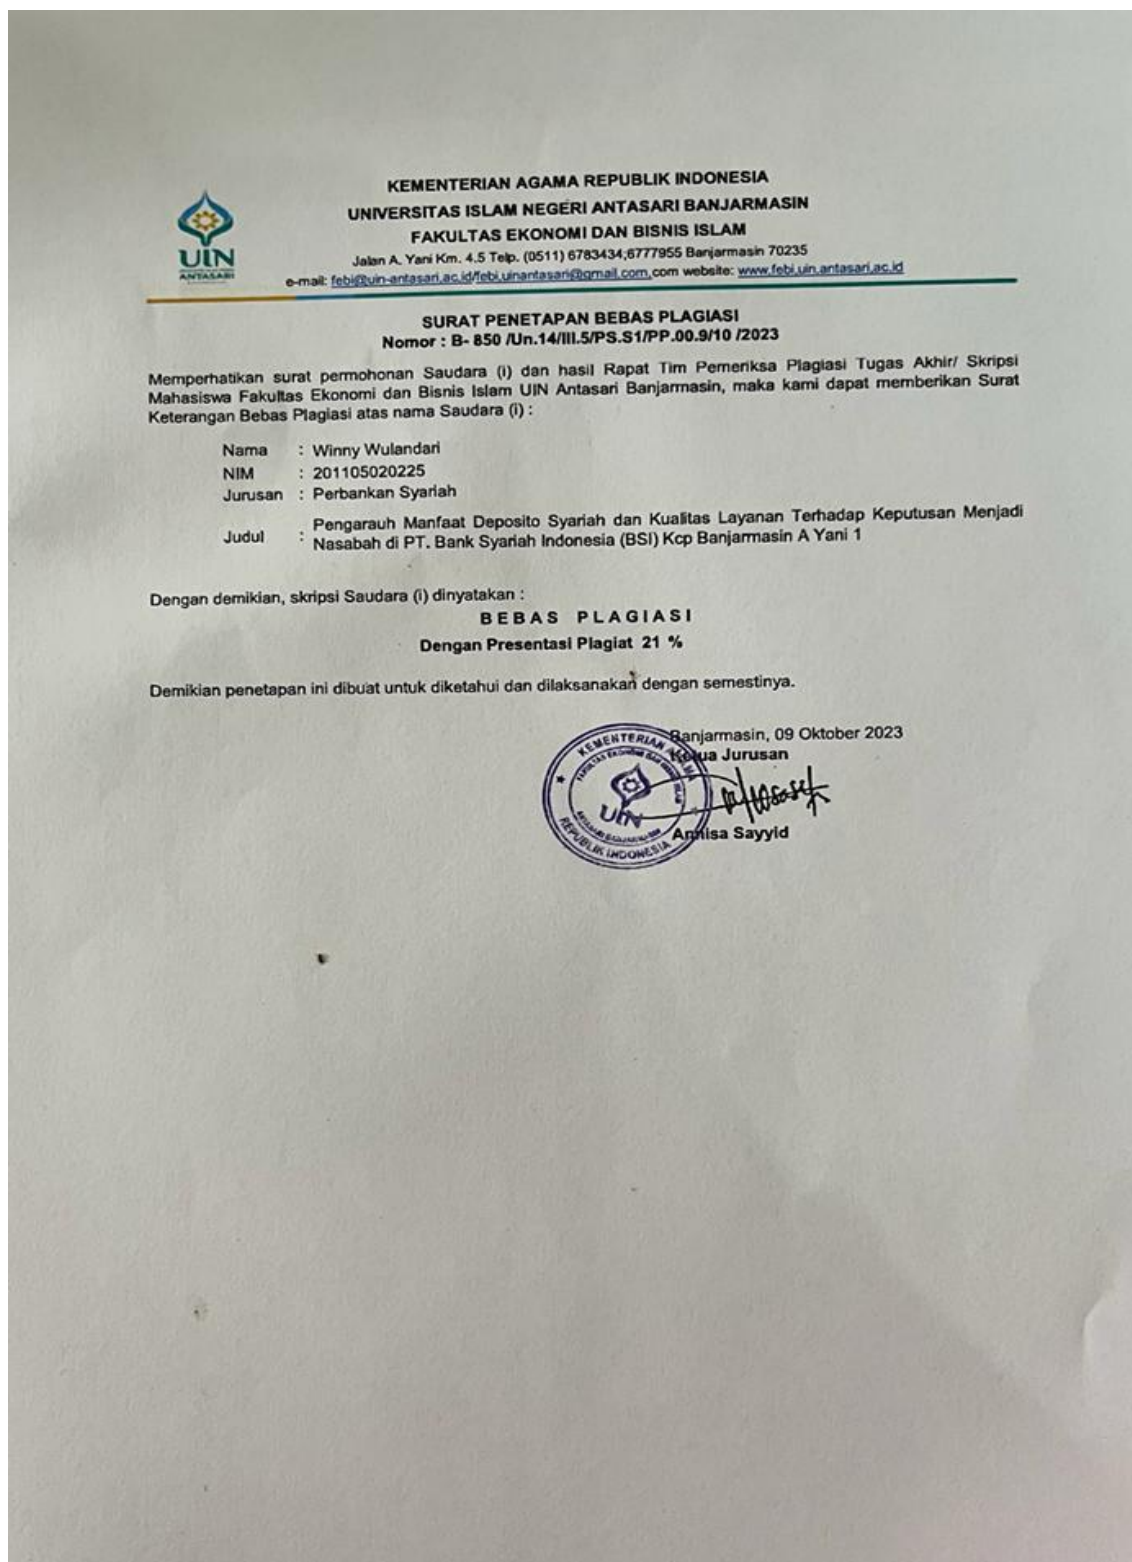 KEMENTERIAN AGAMA REPUBLIK INDONESIA
UNIVERSITAS ISLAM NEGERI ANTASARI BANJARMASIN
FAKULTAS EKONOMI DAN BISNIS ISLAM
Jalan A. Yani Km. 4.5 Telp. (0511) 6783434;6777955 Banjarmasin 70235
e-mail: febi@uin-antasari.ac.id/febi.uinantasari@gmail.com,com website: www.febi.uin.antasari.ac.id
UIN
ANTASARI
SURAT PENETAPAN BEBAS PLAGIASI
Nomor : B- 850 /Un.14/III.5/PS.S1/PP.00.9/10 /2023
Memperhatikan surat permohonan Saudara (i) dan hasil Rapat Tim Pemeriksa Plagiasi Tugas Akhir/ Skripsi
Mahasiswa Fakultas Ekonomi dan Bisnis Islam UIN Antasari Banjarmasin, maka kami dapat memberikan Surat
Keterangan Bebas Plagiasi atas nama Saudara (i) :
Nama : Winny Wulandari
NIM : 201105020225
Jurusan : Perbankan Syariah
Judul : Pengarauh Manfaat Deposito Syariah dan Kualitas Layanan Terhadap Keputusan Menjadi
Nasabah di PT. Bank Syariah Indonesia (BSI) Kcp Banjarmasin A Yani 1
Dengan demikian, skripsi Saudara (i) dinyatakan :
BEBAS PLAGIASI
Dengan Presentasi Plagiat 21 %
Demikian penetapan ini dibuat untuk diketahui dan dilaksanakan dengan semestinya.
Banjarmasin, 09 Oktober 2023
Ketua Jurusan
Annisa Sayyid
KEMENTERIAN AGAMA
FAKULTAS EKONOMI DAN BISNIS ISLAM
UIN
REPUBLIK INDONESIA